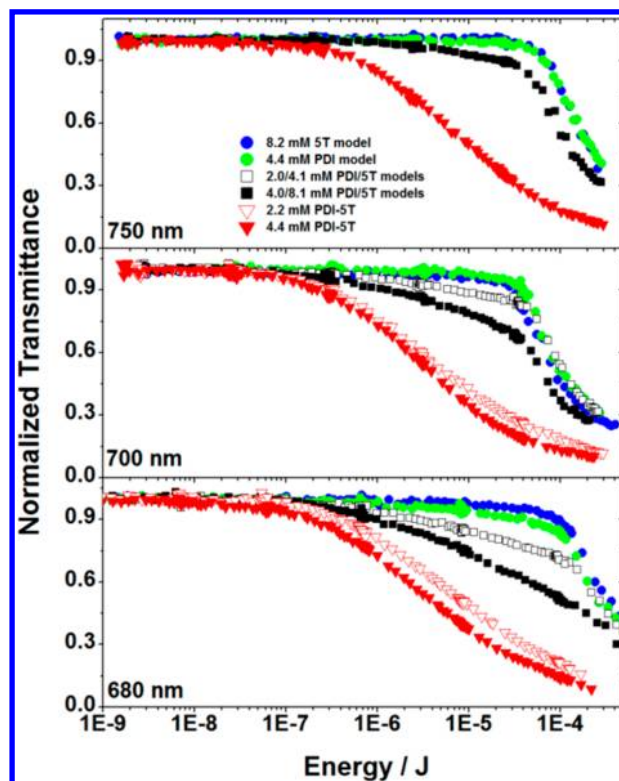 Normalized Transmittance
0.9
0.6
0.3
0.0
8.2 mM 5T model
4.4 mM PDI model
2.0/4.1 mM PDI/5T models
4.0/8.1 mM PDI/5T models
2.2 mM PDI-5T
4.4 mM PDI-5T
750 nm
0.9
0.6
0.3
0.0
700 nm
0.9
0.6
0.3
0.0
680 nm
1E-9 1E-8 1E-7 1E-6 1E-5 1E-4
Energy / J